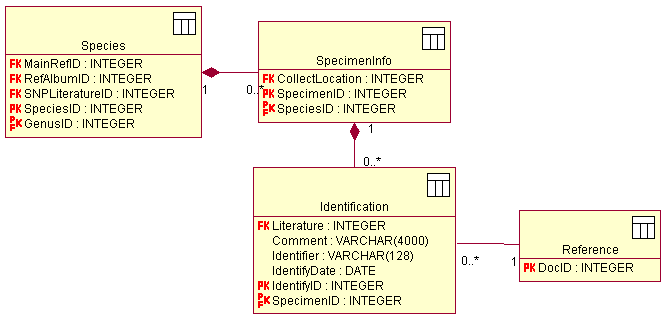 Species
FK MainRefID : INTEGER
FK RefAlbumID : INTEGER
FK SNPLiteratureID : INTEGER
PK SpeciesID : INTEGER
PF K GenusID : INTEGER
1
0..*
SpecimenInfo
FK CollectLocation : INTEGER
PK SpecimenID : INTEGER
PF K SpeciesID : INTEGER
1
0..*
Identification
FK Literature : INTEGER
Comment : VARCHAR(4000)
Identifier : VARCHAR(128)
IdentifyDate : DATE
PK IdentifyID : INTEGER
PF K SpecimenID : INTEGER
0..*
1
Reference
PK DocID : INTEGER